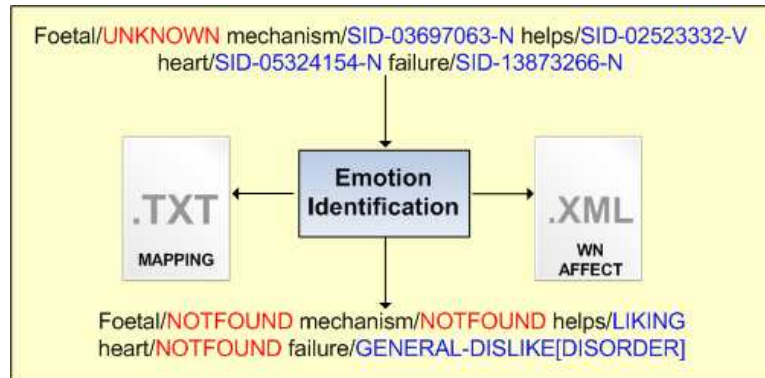 Foetal/UNKNOWN mechanism/SID-03697063-N helps/SID-02523332-V
heart/SID-05324154-N failure/SID-13873266-N
Emotion
Identification
.TXT
MAPPING
.XML
WN
AFFECT
Foetal/NOTFOUND mechanism/NOTFOUND helps/LIKING
heart/NOTFOUND failure/GENERAL-DISLIKE[DISORDER]